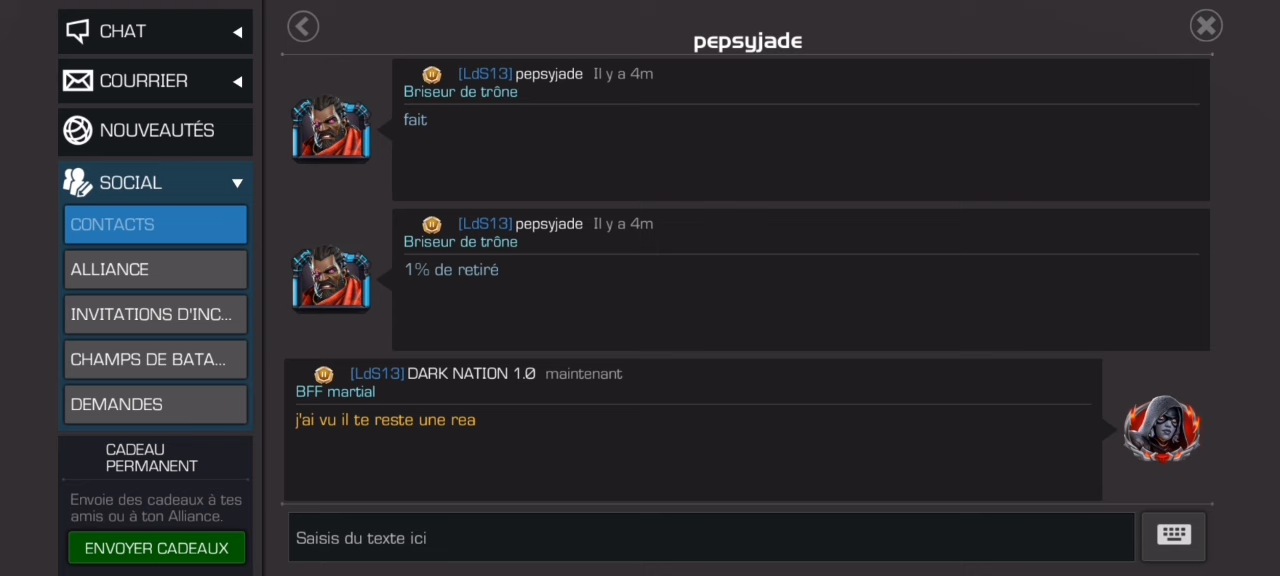 CHAT
COURRIER
NOUVEAUTÉS
SOCIAL
CONTACTS
ALLIANCE
INVITATIONS D'INC...
CHAMPS DE BATA...
DEMANDES
CADEAU
PERMANENT
Envoie des cadeaux à tes
amis ou à ton Alliance.
ENVOYER CADEAUX
pepsyjade
[LdS13] pepsyjade Il y a 4m
Briseur de trône
fait
[LdS13] pepsyjade Il y a 4m
Briseur de trône
1% de retiré
[LdS13] DARK NATION 1.0 maintenant
BFF martial
j'ai vu il te reste une rea
Saisis du texte ici